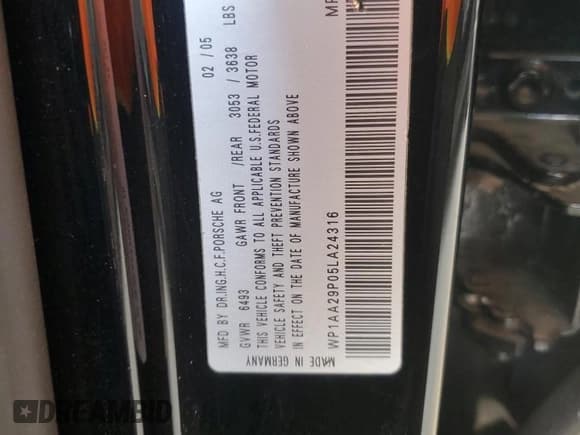 MFD BY DR.ING.H.C.F.PORSCHE AG 02 / 05
GVWR 6493 GAWR FRONT /REAR 3053 / 3638 LBS
THIS VEHICLE CONFORMS TO ALL APPLICABLE U.S.FEDERAL MOTOR
VEHICLE SAFETY AND THEFT PREVENTION STANDARDS
IN EFFECT ON THE DATE OF MANUFACTURE SHOWN ABOVE
WP1AA29P05LA24316
MADE IN GERMANY
DREAMBID